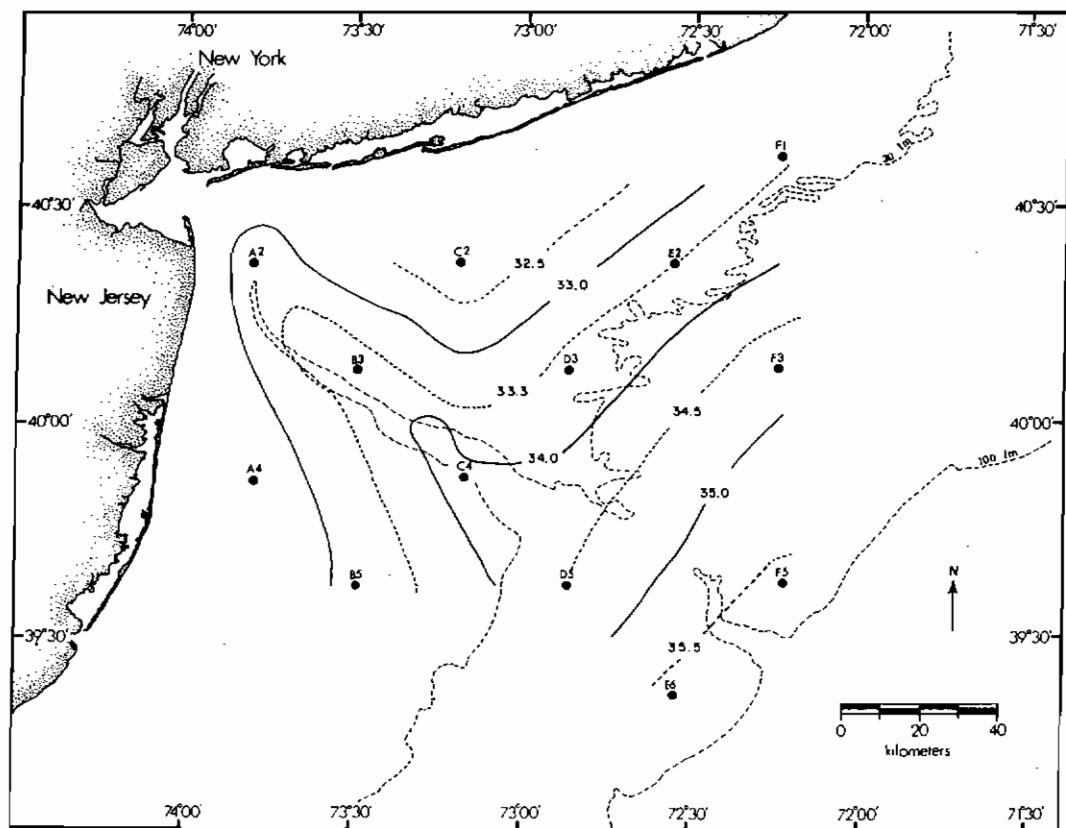 74°00' 73°30' 73°00' 72°30' 72°00' 71°30'
New York
F1
40°30' 40°30'
A2 C2 E2
32.5
33.0
New Jersey
B3 D3 F3
33.3
34.5
40°00' 40°00'
34.0
A4 C4
100 fm
35.0
B5 D5 F5
N
39°30' 39°30'
35.5
E6
0 20 40
kilometers
74°00' 73°30' 73°00' 72°30' 72°00' 71°30'